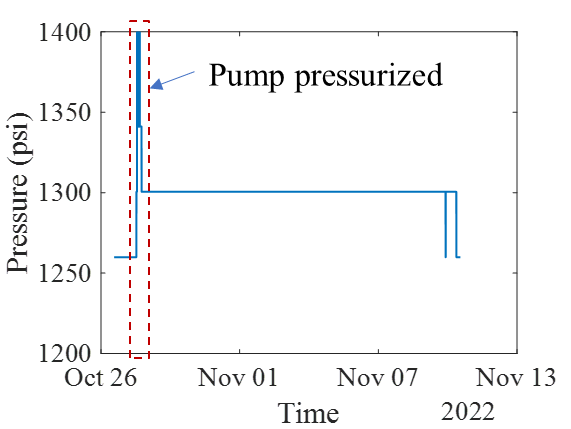 1400
Pump pressurized
1350
1300
1250
1200
Pressure (psi)
Oct 26 Nov 01 Nov 07 Nov 13
Time 2022